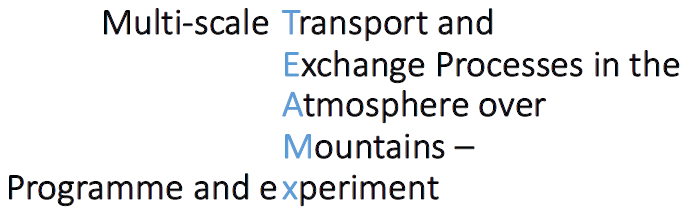 Multi-scale Transport and
Exchange Processes in the
Atmosphere over
Mountains –
Programme and experiment